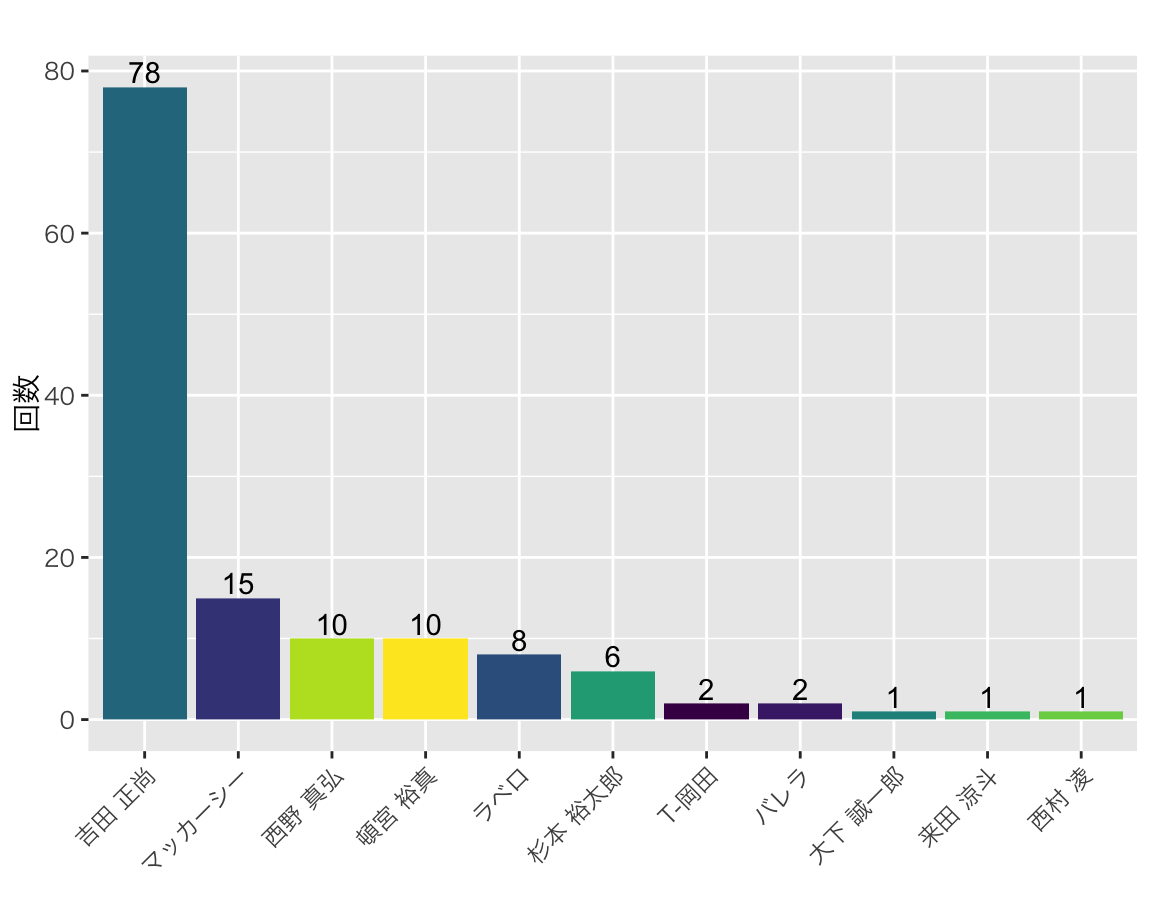 80
60
40
20
0
回数
78
15
10
10
8
6
2
2
1
1
1
吉田 正尚
マッカーシー
西野 真弘
頓宮 裕真
ラベロ
杉本 裕太郎
T-岡田
バレラ
大下 誠一郎
来田 涼斗
西村 凌